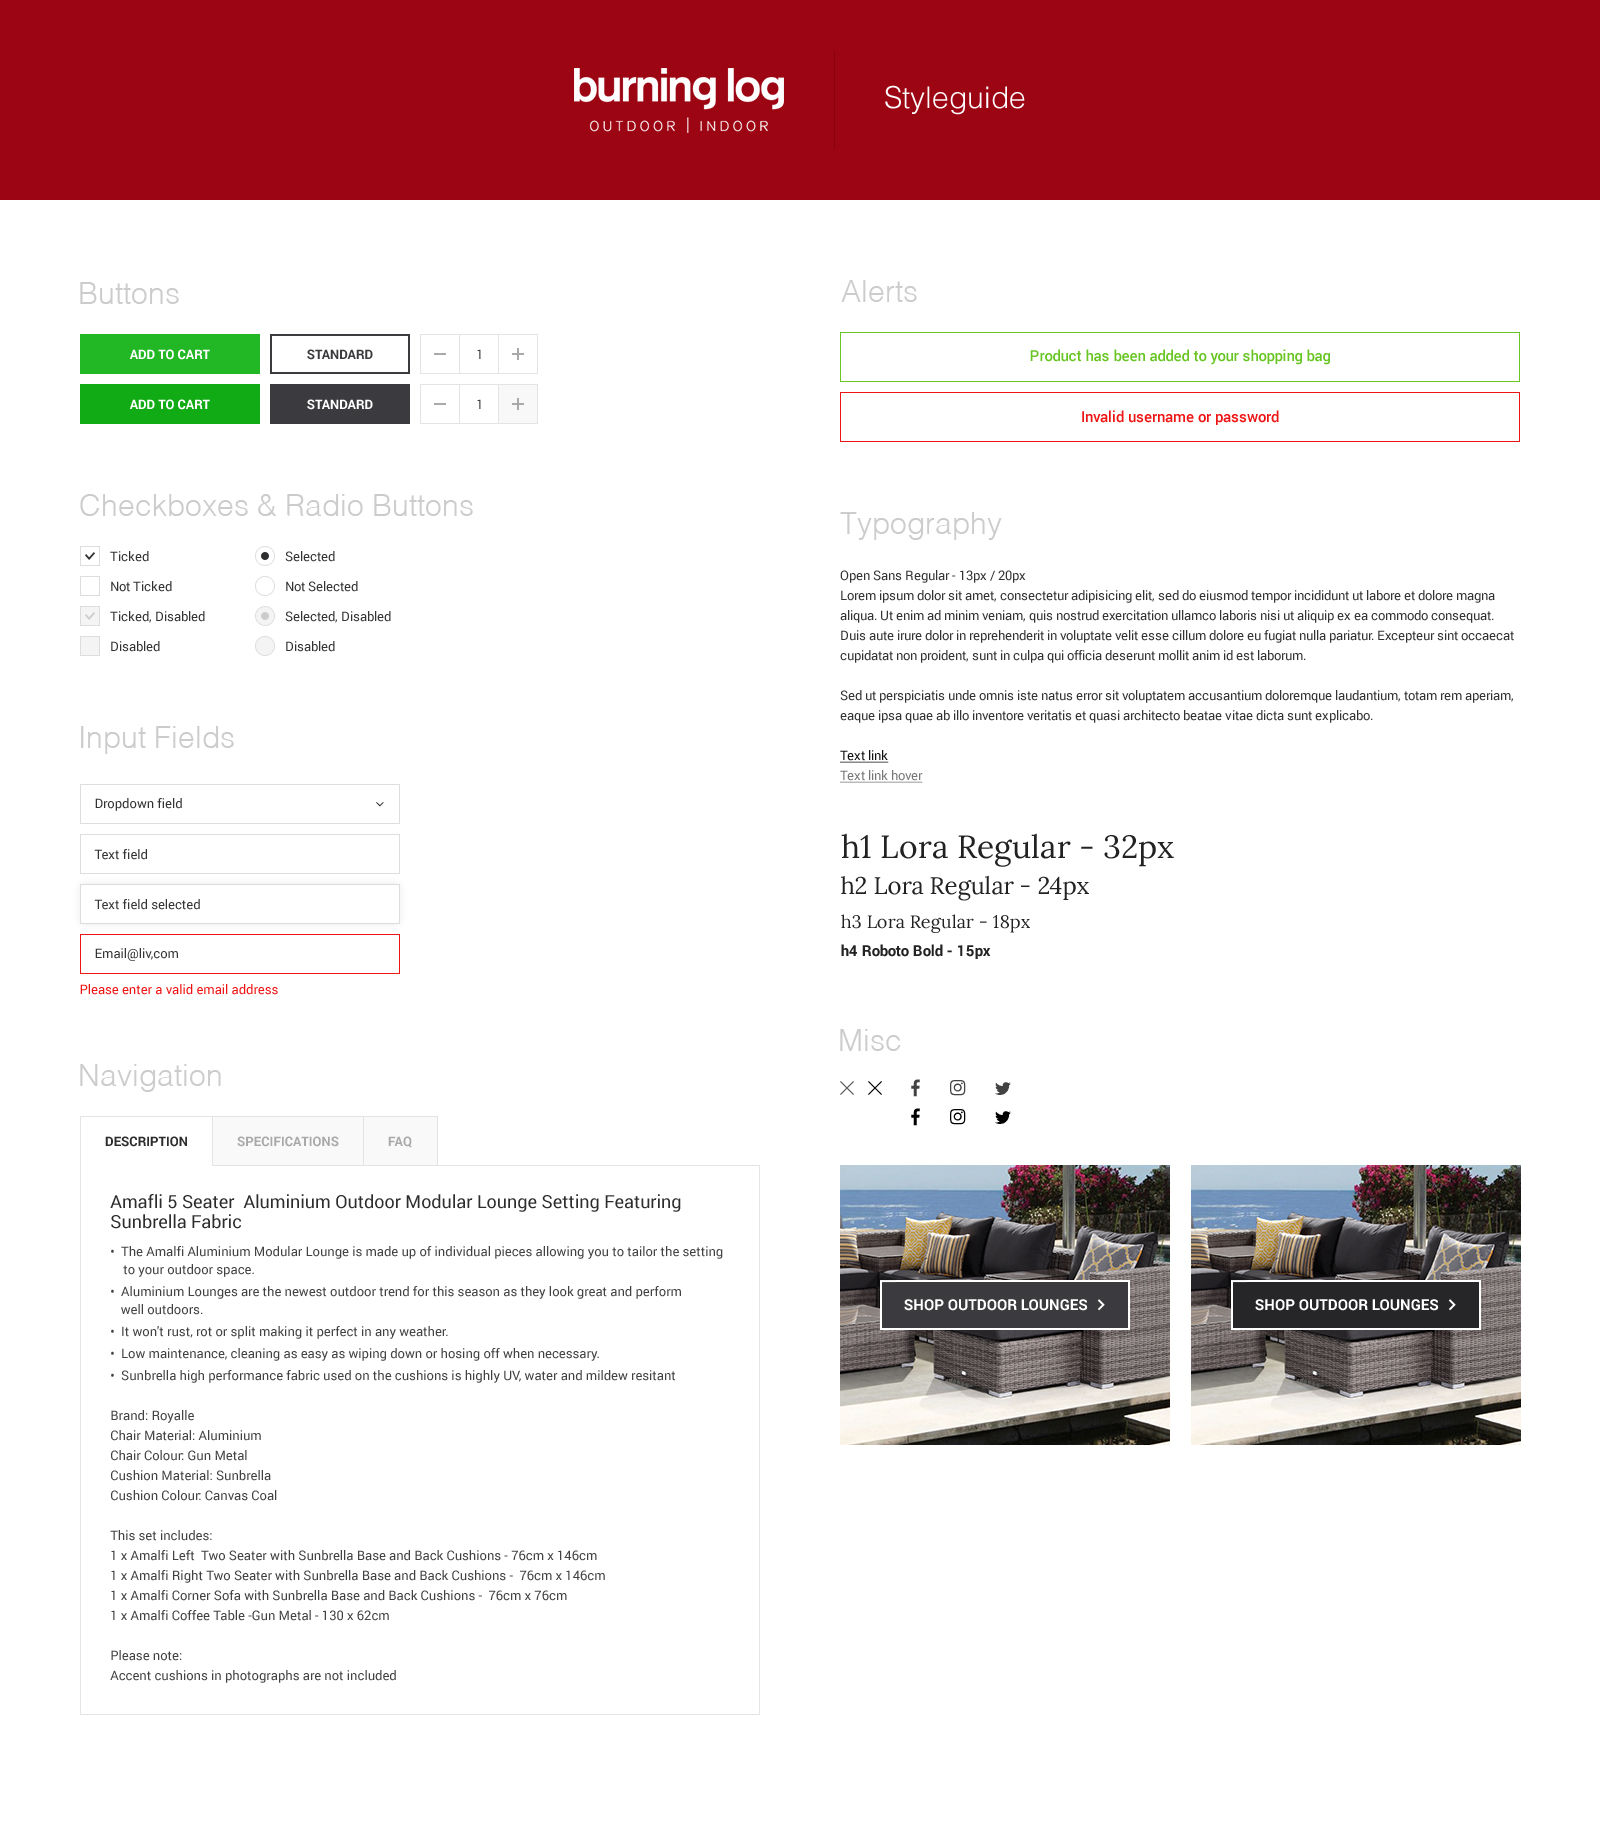 burning log
OUTDOOR | INDOOR
Styleguide
Buttons
ADD TO CART
STANDARD
1
ADD TO CART
STANDARD
1
Checkboxes & Radio Buttons
Ticked
Selected
Not Ticked
Not Selected
Ticked, Disabled
Selected, Disabled
Disabled
Disabled
Input Fields
Dropdown field
Text field
Text field selected
Email@liv,com
Please enter a valid email address
Navigation
DESCRIPTION
SPECIFICATIONS
FAQ
Amafli 5 Seater  Aluminium Outdoor Modular Lounge Setting Featuring
Sunbrella Fabric
• The Amalfi Aluminium Modular Lounge is made up of individual pieces allowing you to tailor the setting
to your outdoor space.
• Aluminium Lounges are the newest outdoor trend for this season as they look great and perform
well outdoors.
• It won't rust, rot or split making it perfect in any weather.
• Low maintenance, cleaning as easy as wiping down or hosing off when necessary.
• Sunbrella high performance fabric used on the cushions is highly UV, water and mildew resitant
Brand: Royalle
Chair Material: Aluminium
Chair Colour: Gun Metal
Cushion Material: Sunbrella
Cushion Colour: Canvas Coal
This set includes:
1 x Amalfi Left  Two Seater with Sunbrella Base and Back Cushions - 76cm x 146cm
1 x Amalfi Right Two Seater with Sunbrella Base and Back Cushions -  76cm x 146cm
1 x Amalfi Corner Sofa with Sunbrella Base and Back Cushions -  76cm x 76cm
1 x Amalfi Coffee Table -Gun Metal - 130 x 62cm
Please note:
Accent cushions in photographs are not included
Alerts
Product has been added to your shopping bag
Invalid username or password
Typography
Open Sans Regular - 13px / 20px
Lorem ipsum dolor sit amet, consectetur adipisicing elit, sed do eiusmod tempor incididunt ut labore et dolore magna
aliqua. Ut enim ad minim veniam, quis nostrud exercitation ullamco laboris nisi ut aliquip ex ea commodo consequat.
Duis aute irure dolor in reprehenderit in voluptate velit esse cillum dolore eu fugiat nulla pariatur. Excepteur sint occaecat
cupidatat non proident, sunt in culpa qui officia deserunt mollit anim id est laborum.
Sed ut perspiciatis unde omnis iste natus error sit voluptatem accusantium doloremque laudantium, totam rem aperiam,
eaque ipsa quae ab illo inventore veritatis et quasi architecto beatae vitae dicta sunt explicabo.
Text link
Text link hover
h1 Lora Regular - 32px
h2 Lora Regular - 24px
h3 Lora Regular - 18px
h4 Roboto Bold - 15px
Misc
SHOP OUTDOOR LOUNGES
SHOP OUTDOOR LOUNGES